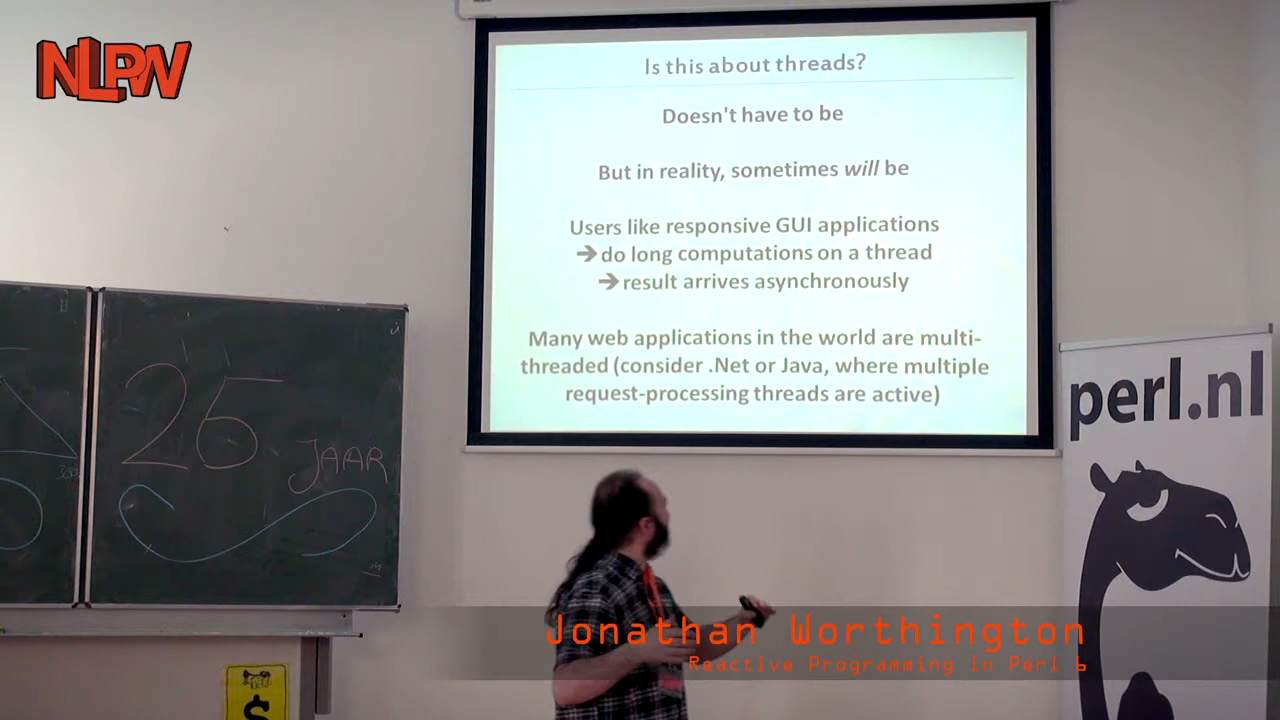 NLPW
Is this about threads?
Doesn't have to be
But in reality, sometimes will be
Users like responsive GUI applications
➔ do long computations on a thread
➔ result arrives asynchronously
Many web applications in the world are multi-
threaded (consider .Net or Java, where multiple
request-processing threads are active)
perl.nl
25
JAAR
Jonathan Worthington
Reactive Programming in Perl 6
$